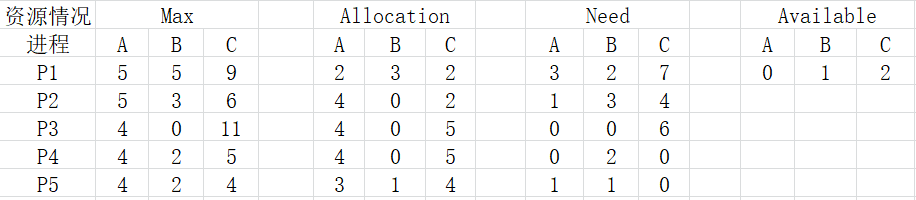 资源情况 Max Allocation Need Available
进程 A B C A B C A B C A B C
P1 5 5 9 2 3 2 3 2 7 0 1 2
P2 5 3 6 4 0 2 1 3 4
P3 4 0 11 4 0 5 0 0 6
P4 4 2 5 4 0 5 0 2 0
P5 4 2 4 3 1 4 1 1 0